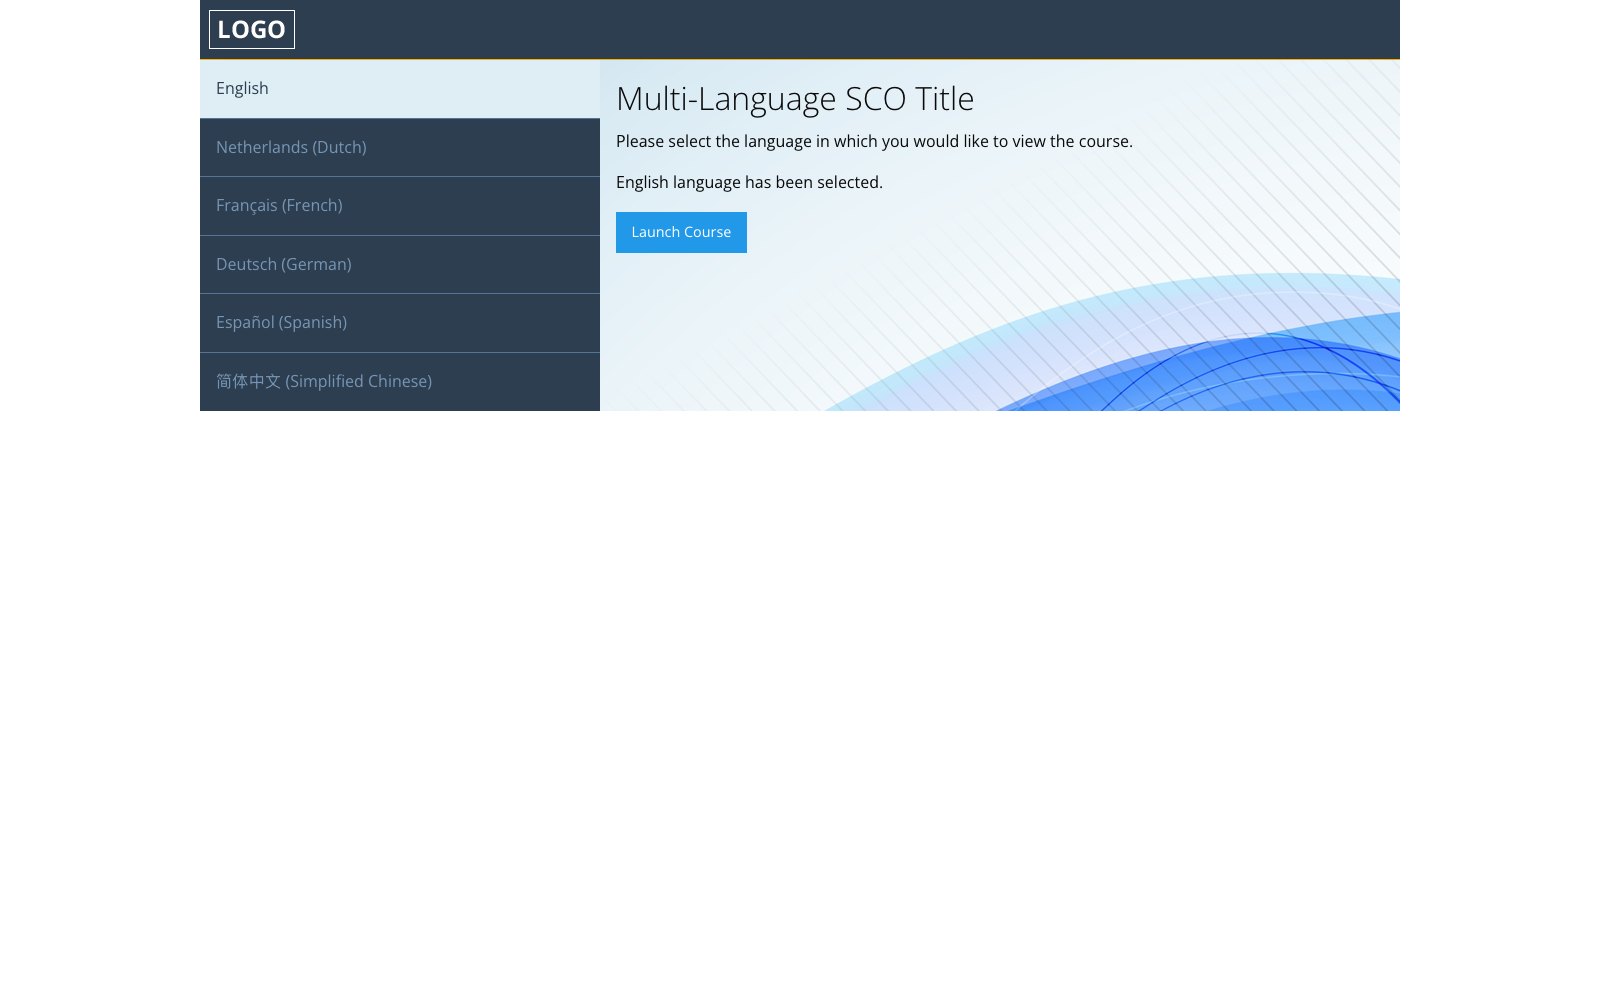 LOGO
English
Netherlands (Dutch)
Français (French)
Deutsch (German)
Español (Spanish)
简体中文 (Simplified Chinese)
Multi-Language SCO Title
Please select the language in which you would like to view the course.
English language has been selected.
Launch Course